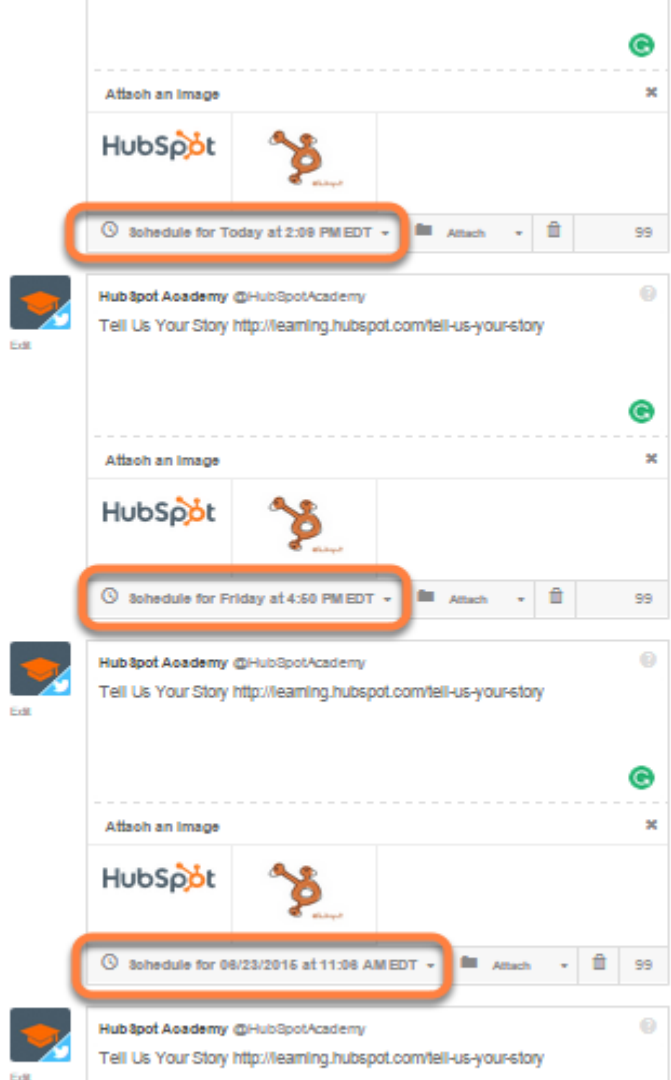 Attach an Image
HubSpot
Schedule for Today at 2:09 PM EDT Attach 99
HubSpot Academy @HubSpotAcademy
Tell Us Your Story http://learning.hubspot.com/tell-us-your-story
Edit
Attach an Image
HubSpot
Schedule for Friday at 4:50 PM EDT Attach 99
HubSpot Academy @HubSpotAcademy
Tell Us Your Story http://learning.hubspot.com/tell-us-your-story
Edit
Attach an Image
HubSpot
Schedule for 06/23/2015 at 11:06 AM EDT Attach 99
HubSpot Academy @HubSpotAcademy
Tell Us Your Story http://learning.hubspot.com/tell-us-your-story
Edit